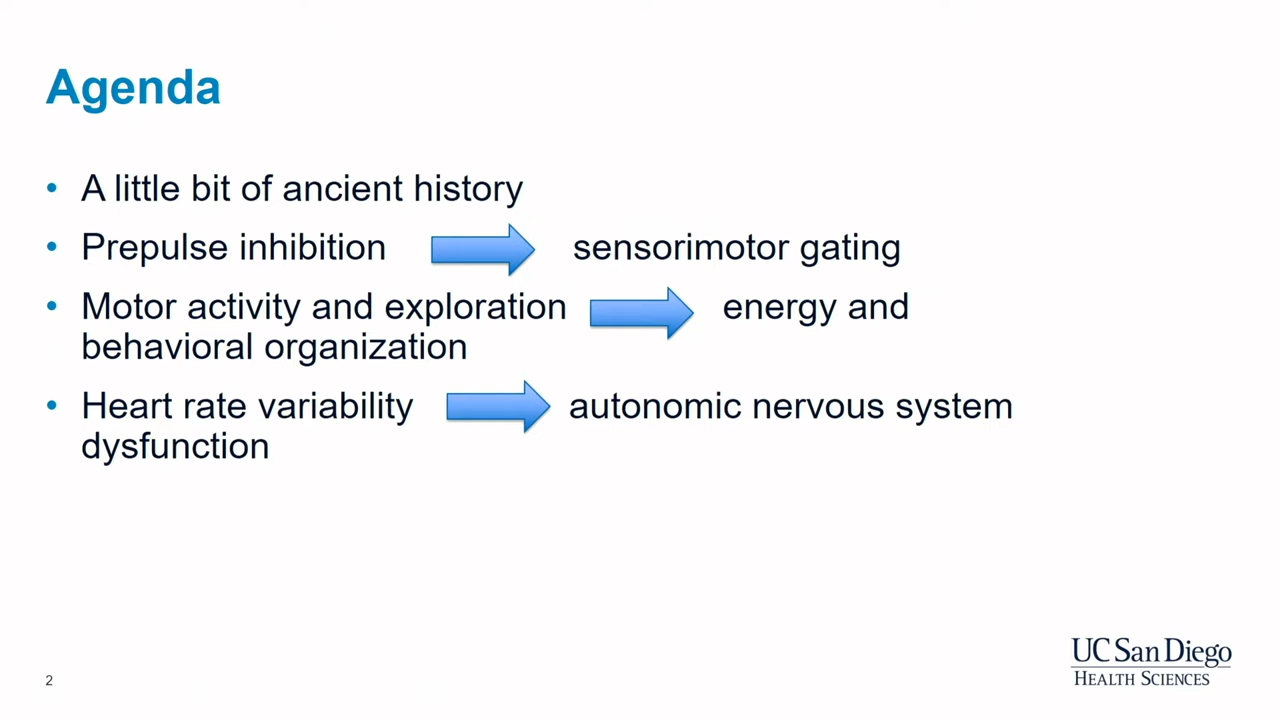 Agenda
• A little bit of ancient history
• Prepulse inhibition sensorimotor gating
• Motor activity and exploration energy and
behavioral organization
• Heart rate variability autonomic nervous system
dysfunction
2
UC San Diego
HEALTH SCIENCES